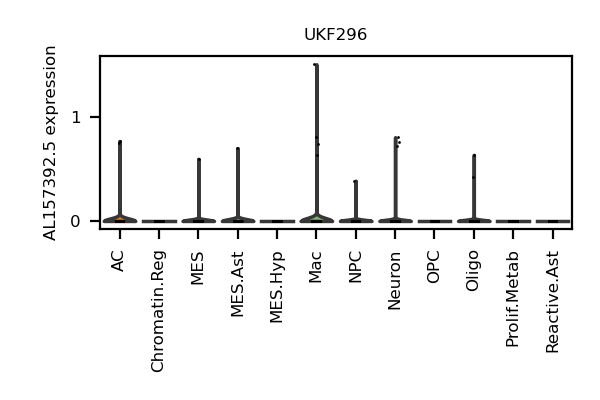 UKF296
AL157392.5 expression
1
0
AC
Chromatin.Reg
MES
MES.Ast
MES.Hyp
Mac
NPC
Neuron
OPC
Oligo
Prolif.Metab
Reactive.Ast